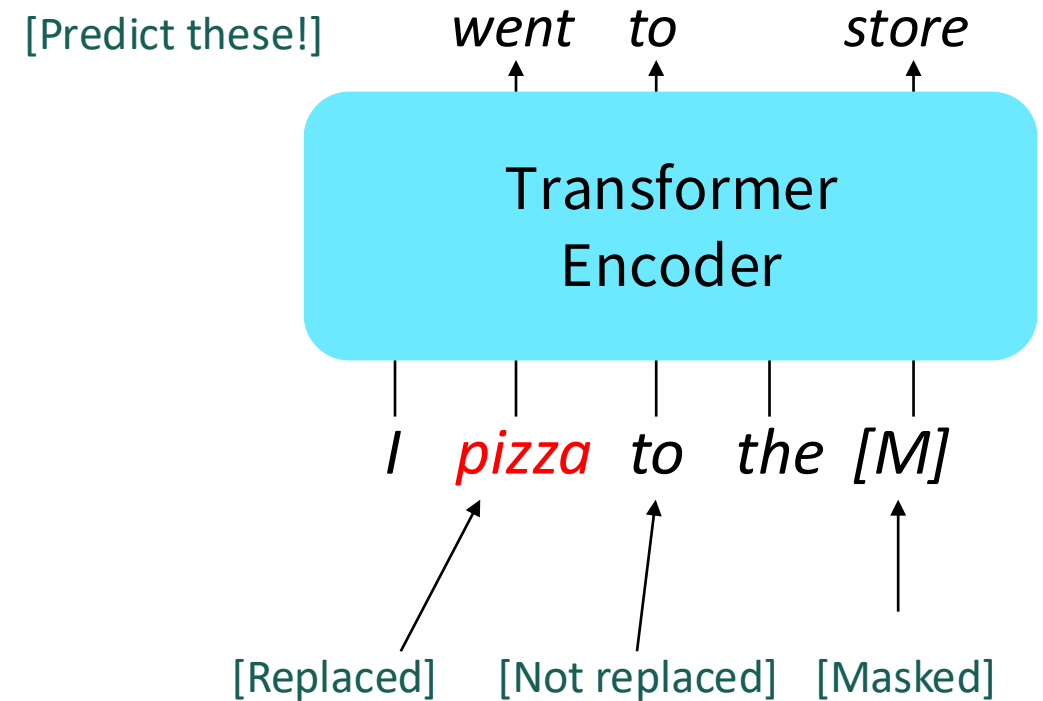 [Predict these!] went to store
Transformer
Encoder
I pizza to the [M]
[Replaced] [Not replaced] [Masked]